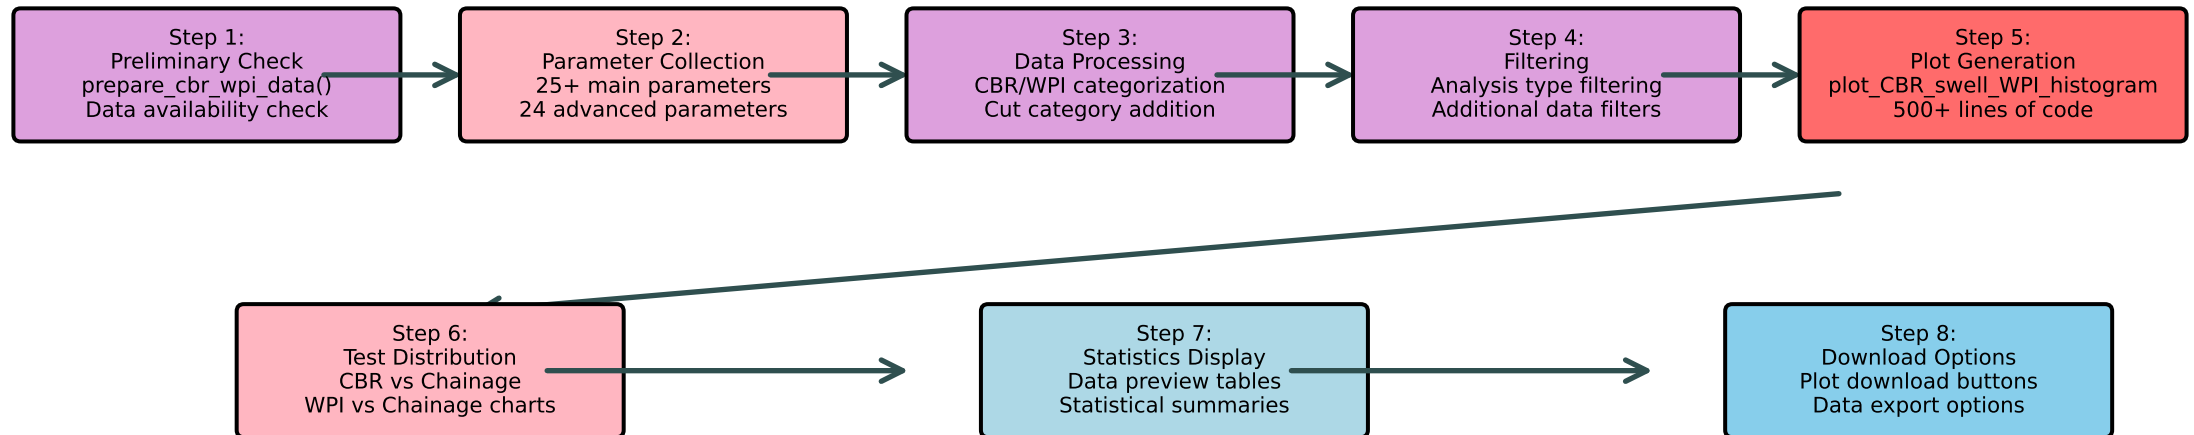 Step 1:
Preliminary Check
prepare_cbr_wpi_data()
Data availability check
Step 2:
Parameter Collection
25+ main parameters
24 advanced parameters
Step 3:
Data Processing
CBR/WPI categorization
Cut category addition
Step 4:
Filtering
Analysis type filtering
Additional data filters
Step 5:
Plot Generation
plot_CBR_swell_WPI_histogram
500+ lines of code
Step 6:
Test Distribution
CBR vs Chainage
WPI vs Chainage charts
Step 7:
Statistics Display
Data preview tables
Statistical summaries
Step 8:
Download Options
Plot download buttons
Data export options